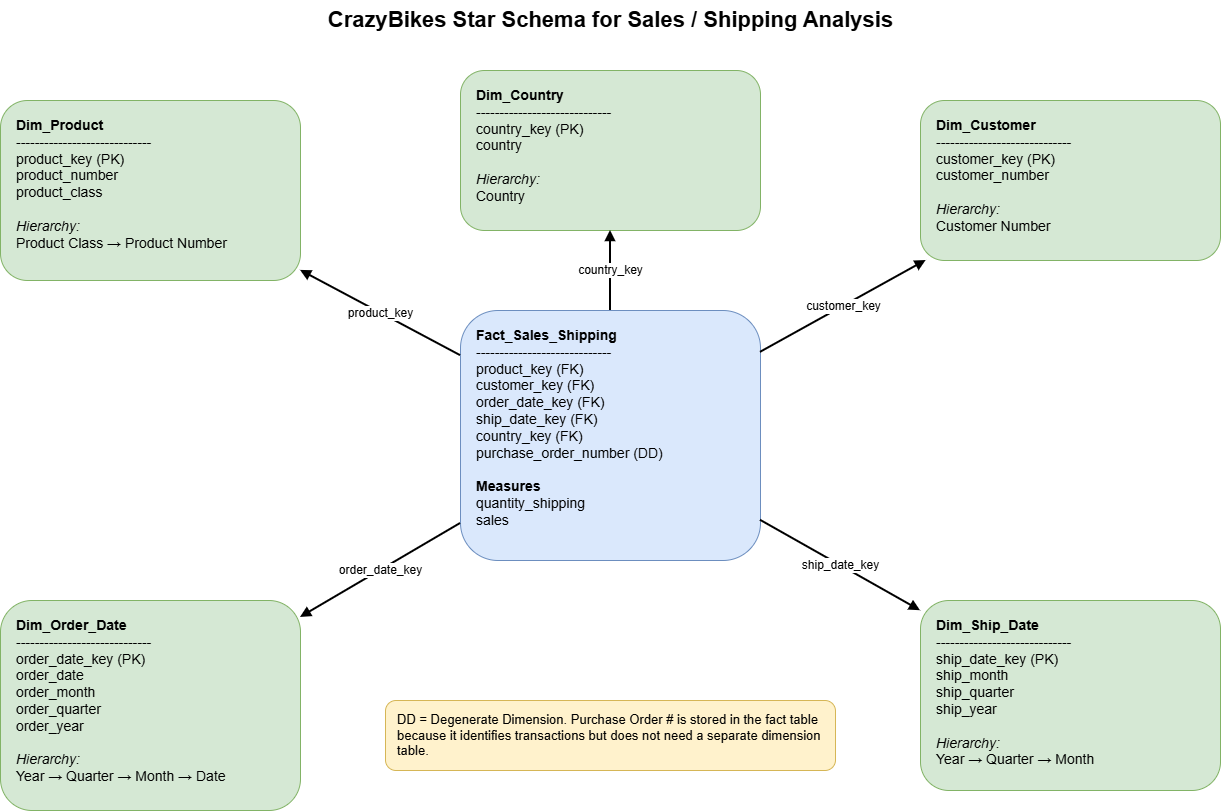 CrazyBikes Star Schema for Sales / Shipping Analysis
Dim_Product
-----------------------------
product_key (PK)
product_number
product_class
Hierarchy:
Product Class → Product Number
Dim_Country
-----------------------------
country_key (PK)
country
Hierarchy:
Country
Dim_Customer
-----------------------------
customer_key (PK)
customer_number
Hierarchy:
Customer Number
product_key
country_key
customer_key
Fact_Sales_Shipping
-----------------------------
product_key (FK)
customer_key (FK)
order_date_key (FK)
ship_date_key (FK)
country_key (FK)
purchase_order_number (DD)
Measures
quantity_shipping
sales
order_date_key
ship_date_key
Dim_Order_Date
-----------------------------
order_date_key (PK)
order_date
order_month
order_quarter
order_year
Hierarchy:
Year → Quarter → Month → Date
DD = Degenerate Dimension. Purchase Order # is stored in the fact table
because it identifies transactions but does not need a separate dimension
table.
Dim_Ship_Date
-----------------------------
ship_date_key (PK)
ship_month
ship_quarter
ship_year
Hierarchy:
Year → Quarter → Month